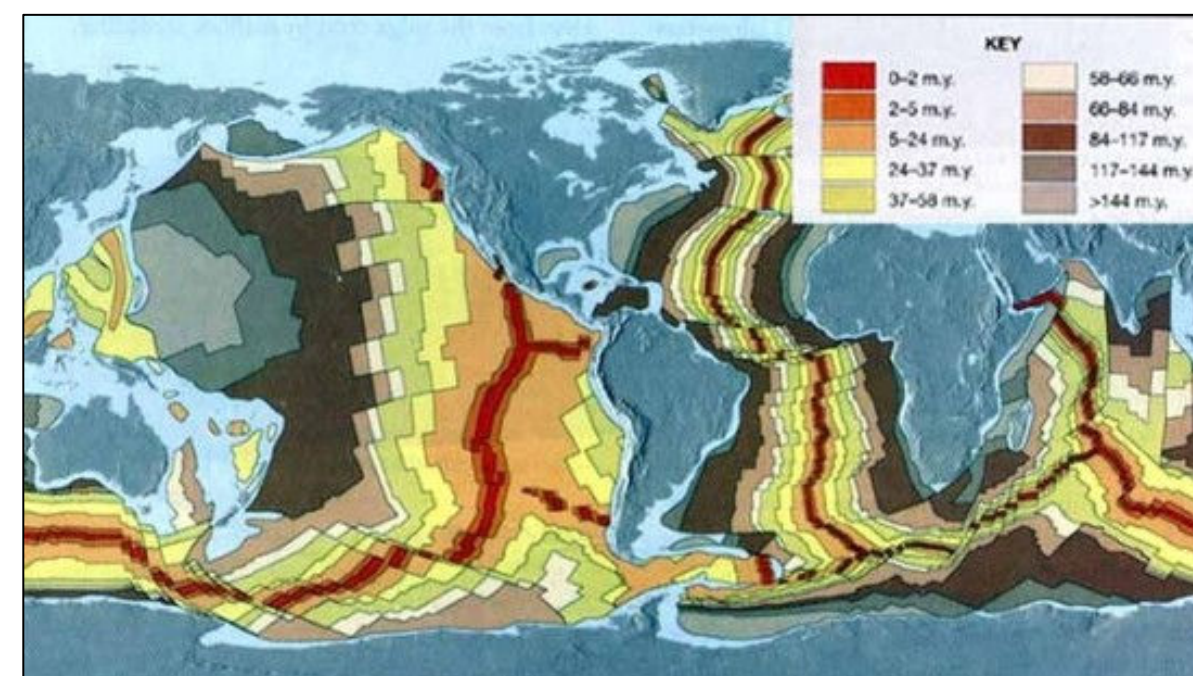 KEY
0–2 m.y.
2–5 m.y.
5–24 m.y.
24–37 m.y.
37–58 m.y.
58–66 m.y.
66–84 m.y.
84–117 m.y.
117–144 m.y.
>144 m.y.